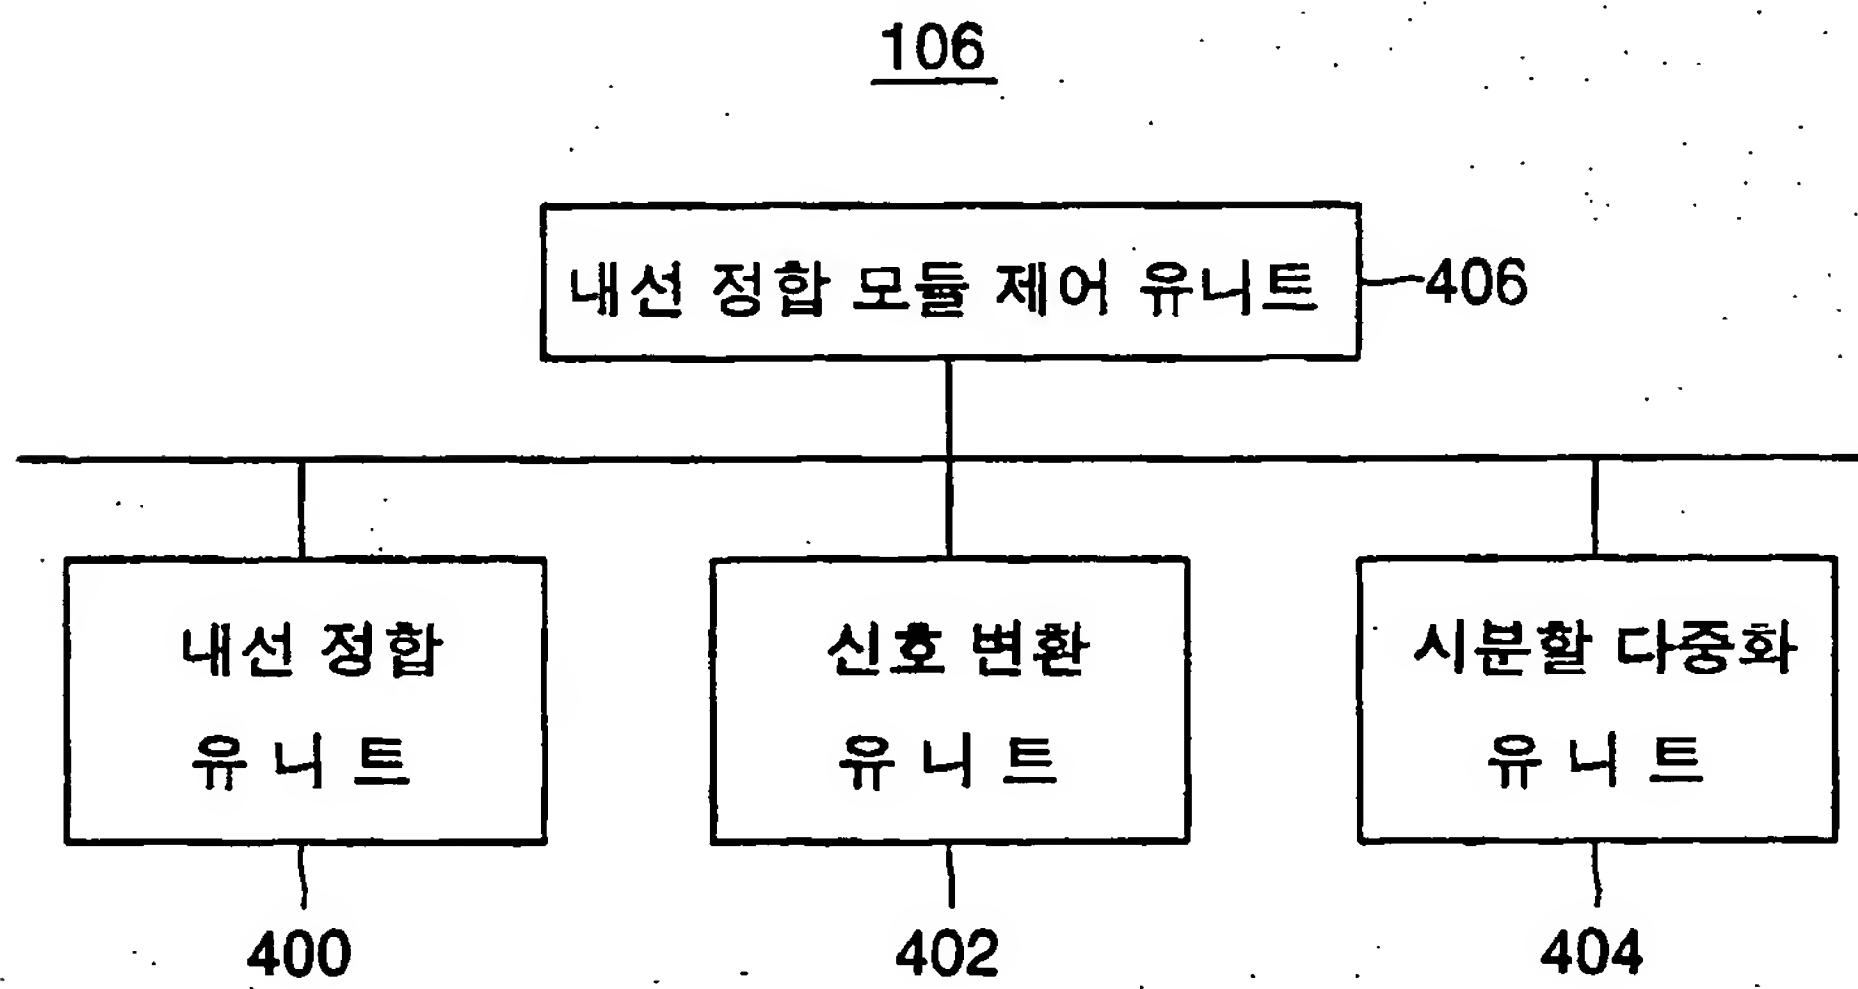 106
내선 정합 모듈 제어 유니트
406
내선 정합
유 니 트
신호 변환
유 니 트
시분할 다중화
유 니 트
400
402
404